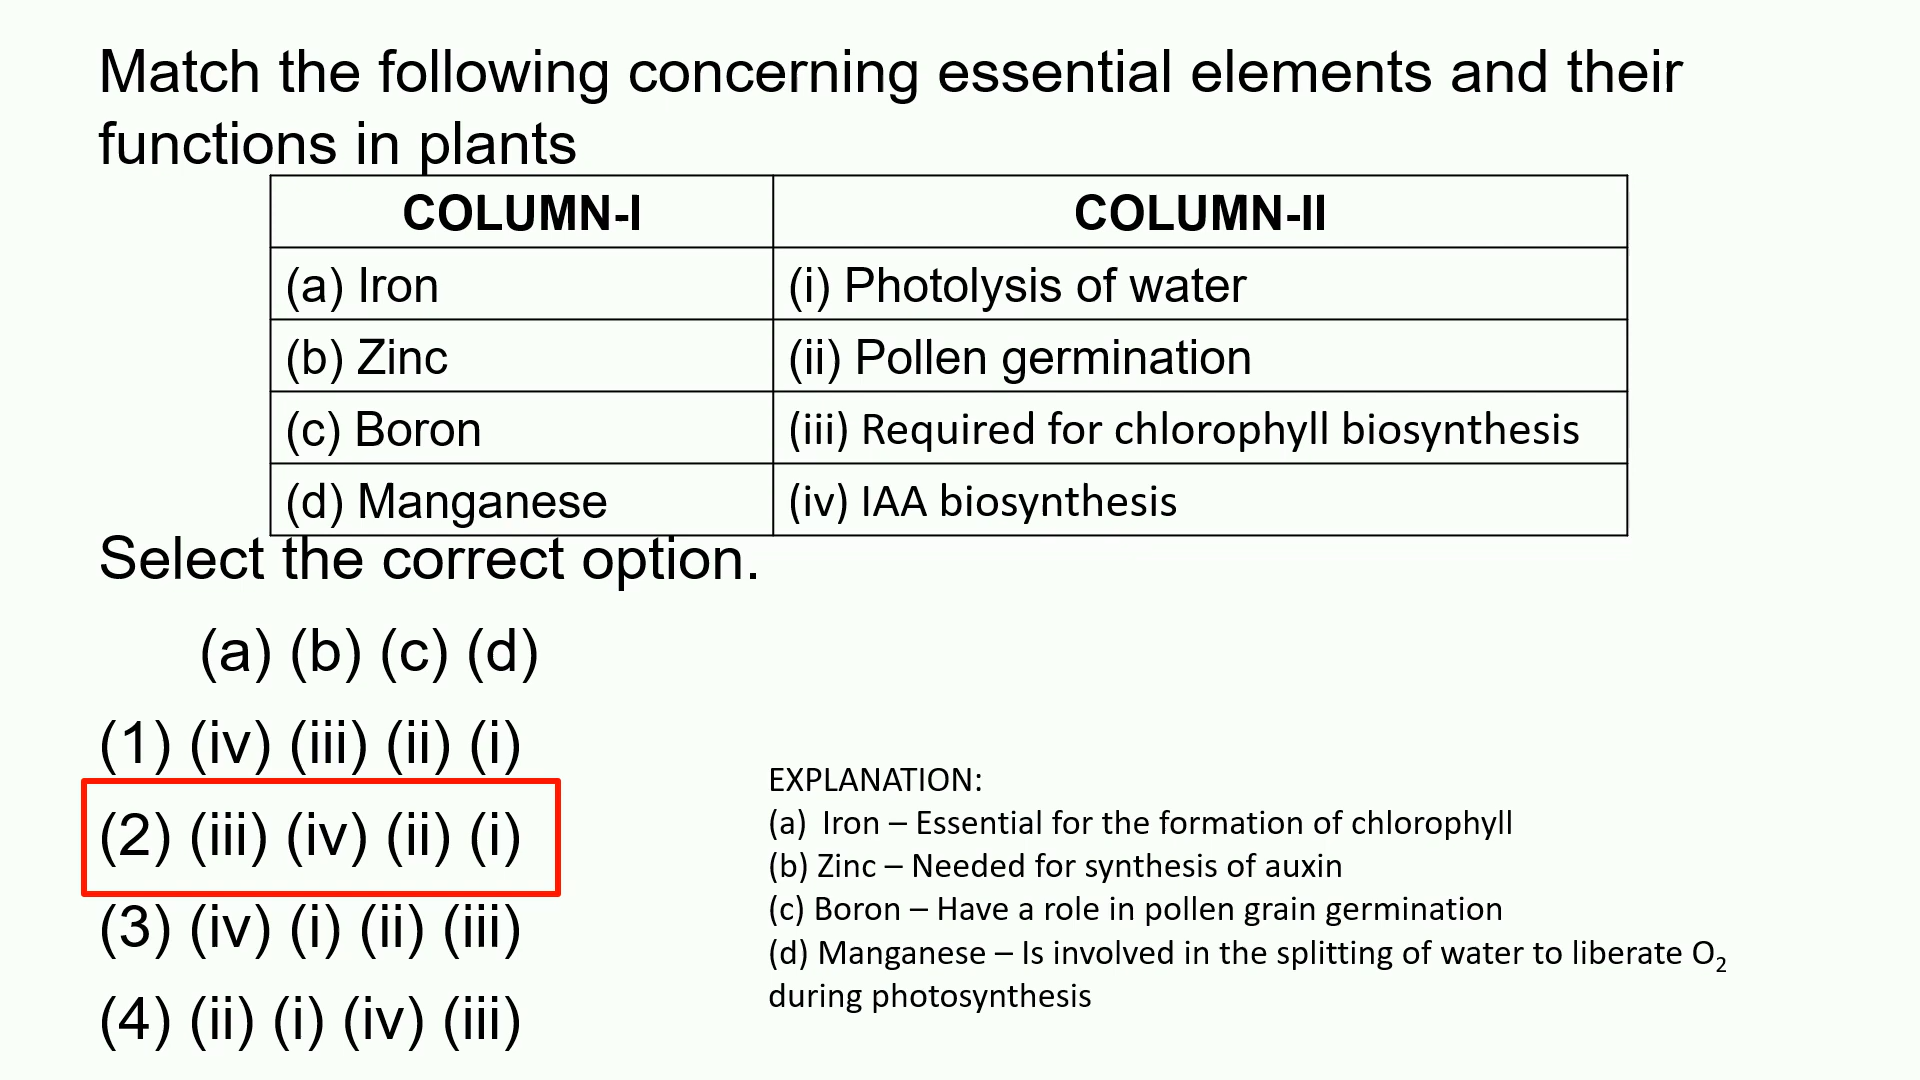 Match the following concerning essential elements and their
functions in plants
COLUMN-I COLUMN-II
(a) Iron (i) Photolysis of water
(b) Zinc (ii) Pollen germination
(c) Boron (iii) Required for chlorophyll biosynthesis
(d) Manganese (iv) IAA biosynthesis
Select the correct option.
(a) (b) (c) (d)
(1) (iv) (iii) (ii) (i)
(2) (iii) (iv) (ii) (i)
(3) (iv) (i) (ii) (iii)
(4) (ii) (i) (iv) (iii)
EXPLANATION:
(a) Iron – Essential for the formation of chlorophyll
(b) Zinc – Needed for synthesis of auxin
(c) Boron – Have a role in pollen grain germination
(d) Manganese – Is involved in the splitting of water to liberate O₂
during photosynthesis